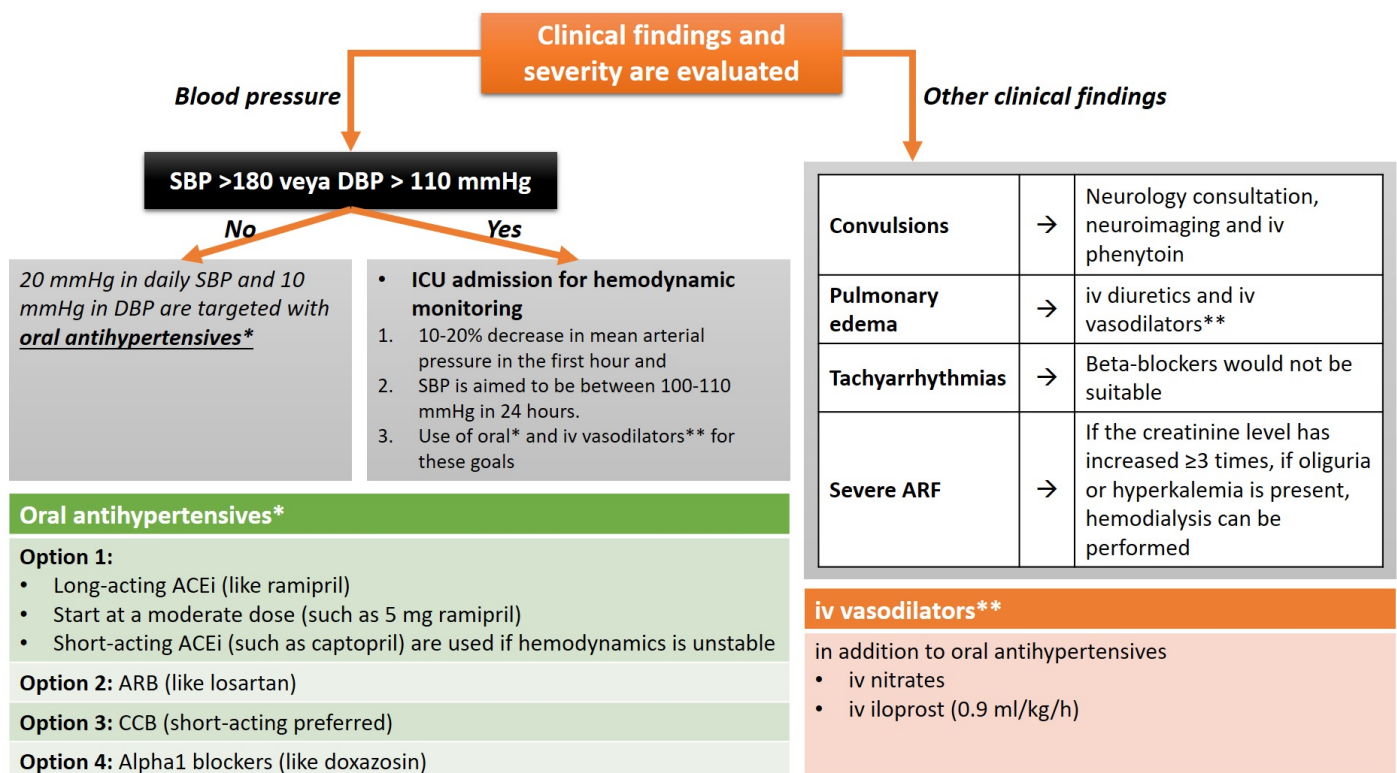 Clinical findings and
severity are evaluated
Blood pressure
Other clinical findings
SBP >180 veya DBP > 110 mmHg
No
Yes
20 mmHg in daily SBP and 10
mmHg in DBP are targeted with
oral antihypertensives*
• ICU admission for hemodynamic
monitoring
1. 10-20% decrease in mean arterial
pressure in the first hour and
2. SBP is aimed to be between 100-110
mmHg in 24 hours.
3. Use of oral* and iv vasodilators** for
these goals
Convulsions → Neurology consultation,
neuroimaging and iv
phenytoin
Pulmonary
edema → iv diuretics and iv
vasodilators**
Tachyarrhythmias → Beta-blockers would not be
suitable
Severe ARF → If the creatinine level has
increased ≥3 times, if oliguria
or hyperkalemia is present,
hemodialysis can be
performed
Oral antihypertensives*
Option 1:
• Long-acting ACEi (like ramipril)
• Start at a moderate dose (such as 5 mg ramipril)
• Short-acting ACEi (such as captopril) are used if hemodynamics is unstable
Option 2: ARB (like losartan)
Option 3: CCB (short-acting preferred)
Option 4: Alpha1 blockers (like doxazosin)
iv vasodilators**
in addition to oral antihypertensives
• iv nitrates
• iv iloprost (0.9 ml/kg/h)